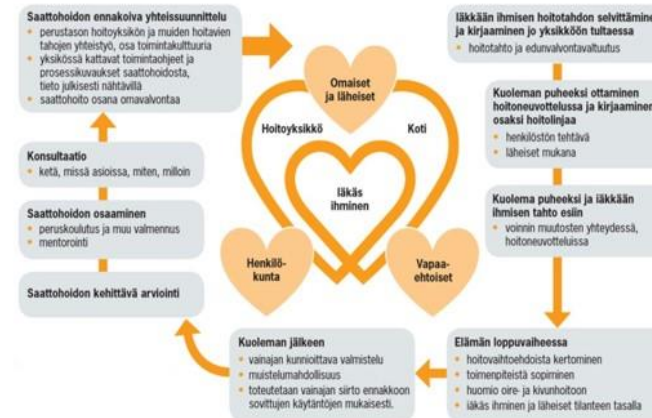 Saattohoidon ennakoiva yhteissuunnittelu
• perustason hoitoyksikön ja muiden hoitavien
tahojen yhteistyö, osa toimintakulttuuria
• yksikössä kattavat toimintaohjeet ja
prosessikuvaukset saattohoidosta,
tieto julkisesti nähtävillä
• saattohoito osana omavalvontaa
Konsultaatio
• ketä, missä asioissa, miten, milloin
Saattohoidon osaaminen
• peruskoulutus ja muu valmennus
• mentorointi
Saattohoidon kehittävä arviointi
Omaiset
ja läheiset
Hoitoyksikkö
Koti
Iäkäs
ihminen
Henkilö-
kunta
Vapaa-
ehtoiset
Iäkkään ihmisen hoitotahdon selvittäminen
ja kirjaaminen jo yksikköön tultaessa
• hoitotahto ja edunvalvontavaltuutus
Kuoleman puheeksi ottaminen
hoitoneuvottelussa ja kirjaaminen
osaksi hoitolinjaa
• henkilöstön tehtävä
• läheiset mukana
Kuolema puheeksi ja iäkkään
ihmisen tahto esiin
• voinnin muutosten yhteydessä,
hoitoneuvotteluissa
Elämän loppuvaiheessa
• hoitovaihtoehdoista kertominen
• toimenpiteistä sopiminen
• huomio oire- ja kivunhoitoon
• iäkäs ihminen ja läheiset tilanteen tasalla
Kuoleman jälkeen
• vainajan kunnioittava valmistelu
• muistelumahdollisuus
• toteutetaan vainajan siirto ennakkoon
sovittujen käytäntöjen mukaisesti.